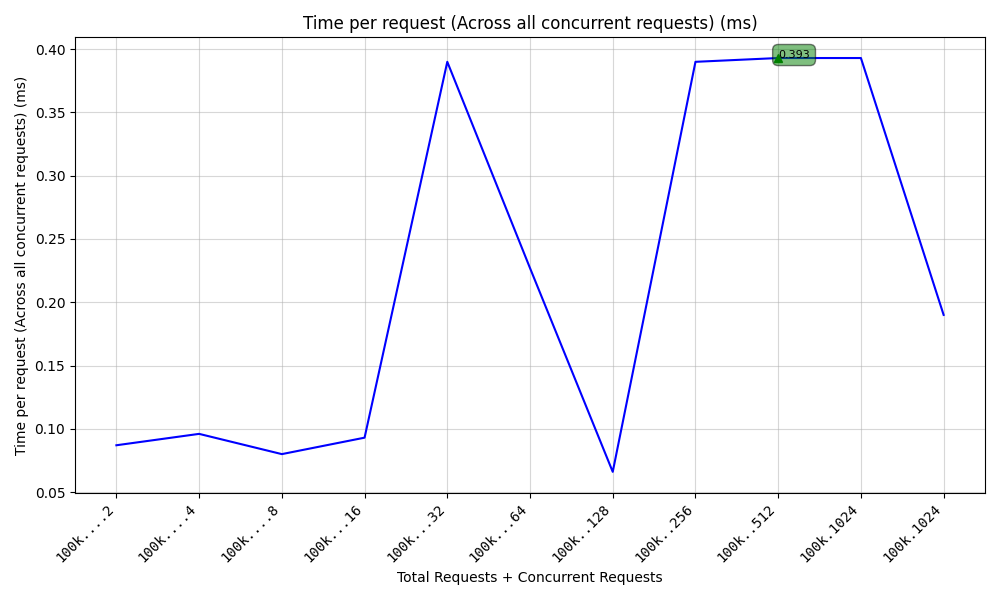 Time per request (Across all concurrent requests) (ms)
Time per request (Across all concurrent requests) (ms)
0.40
0.35
0.30
0.25
0.20
0.15
0.10
0.05
0.393
100k....2
100k....4
100k....8
100k...16
100k...32
100k...64
100k..128
100k..256
100k..512
100k.1024
100k.1024
Total Requests + Concurrent Requests